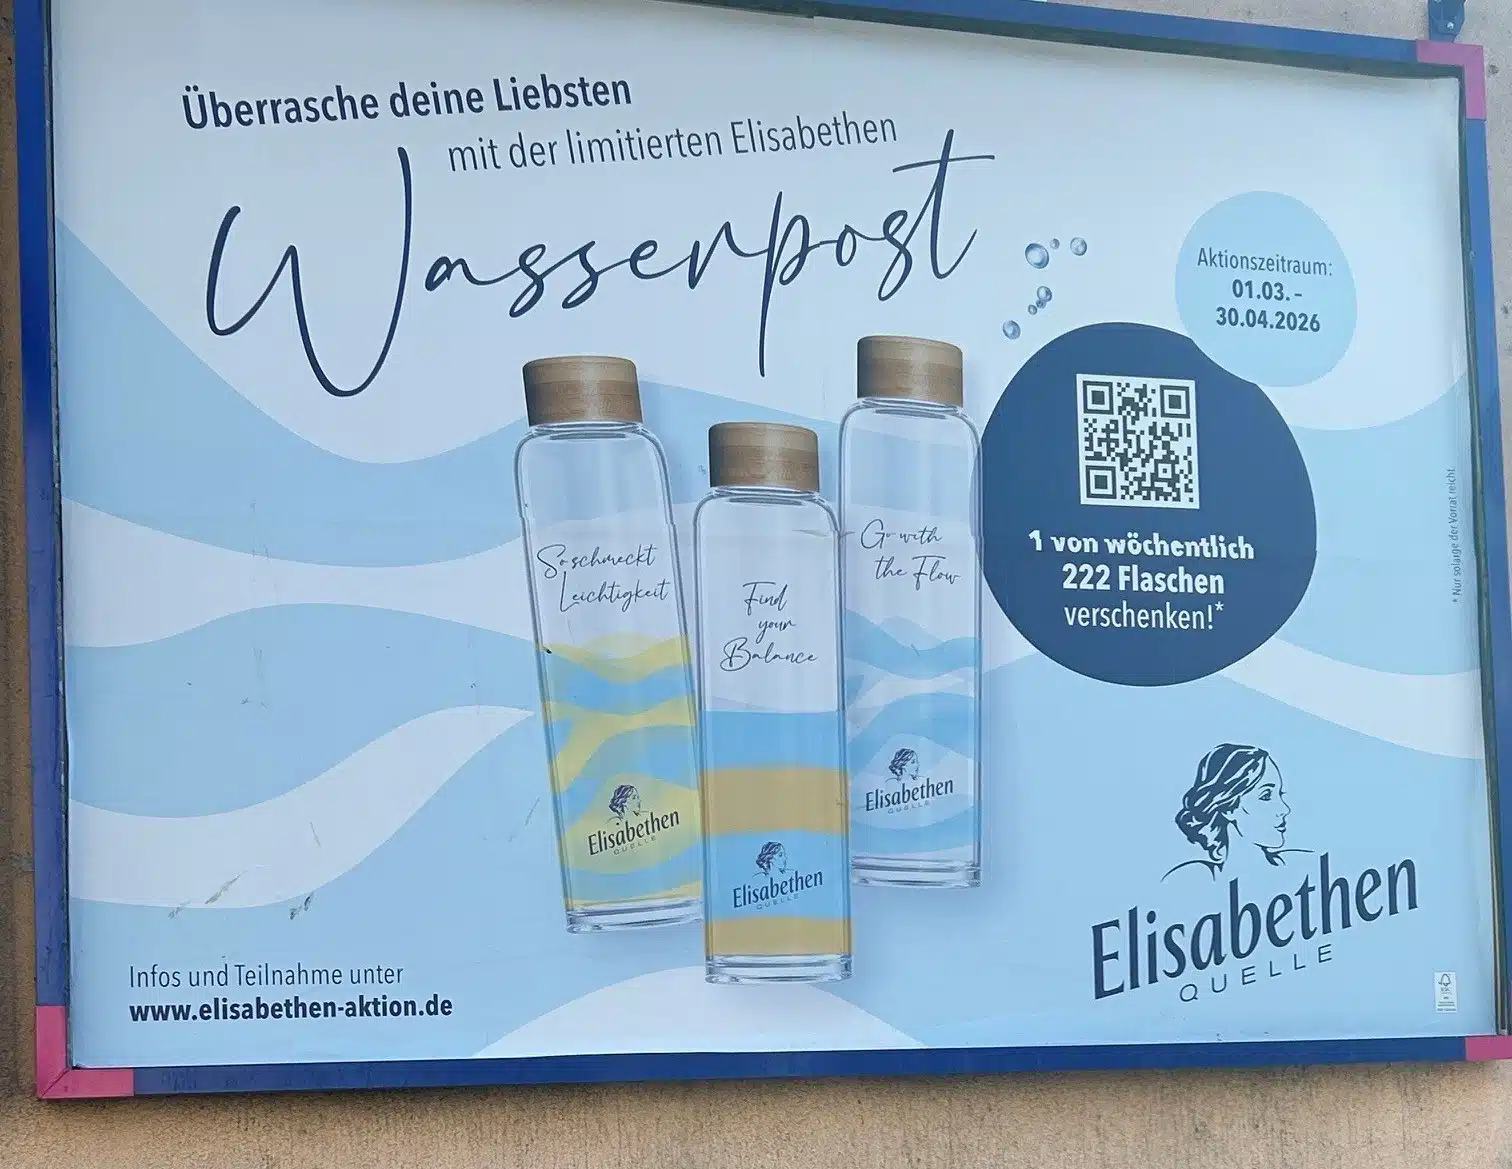 Überrasche deine Liebsten
mit der limitierten Elisabethen
Wasserpost
Aktionszeitraum:
01.03. –
30.04.2026
1 von wöchentlich
222 Flaschen
verschenken!*
So schmeckt
Leichtigkeit
Elisabethen
QUELLE
Find
your
Balance
Elisabethen
QUELLE
Go with
the Flow
Elisabethen
QUELLE
* Nur solange der Vorrat reicht.
Elisabethen
QUELLE
Infos und Teilnahme unter
www.elisabethen-aktion.de